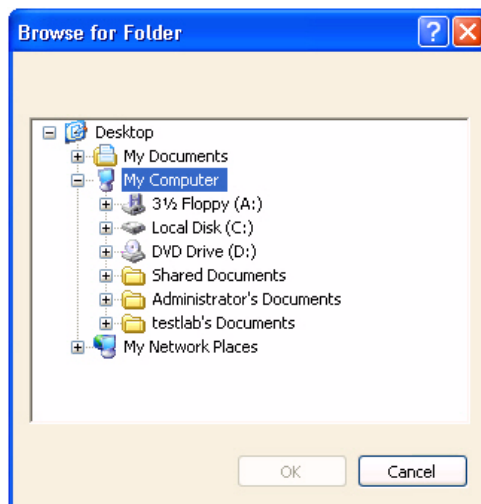 Browse for Folder
Desktop
My Documents
My Computer
3½ Floppy (A:)
Local Disk (C:)
DVD Drive (D:)
Shared Documents
Administrator's Documents
testlab's Documents
My Network Places
OK Cancel